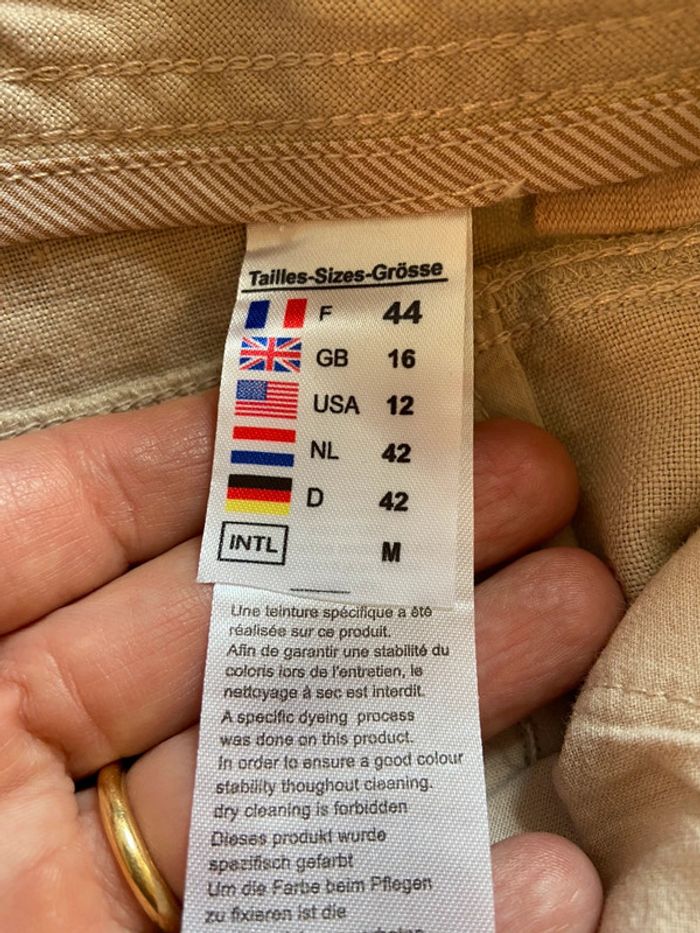 Tailles-Sizes-Grösse
F 44
GB 16
USA 12
NL 42
D 42
INTL M
Une teinture spécifique a été
réalisée sur ce produit.
Afin de garantir une stabilité du
coloris lors de l'entretien, le
nettoyage à sec est interdit.
A specific dyeing process
was done on this product.
In order to ensure a good colour
stability thoughout cleaning.
dry cleaning is forbidden
Dieses produkt wurde
spezifisch gefarbt
Um die Farbe beim Pflegen
zu fixieren ist die